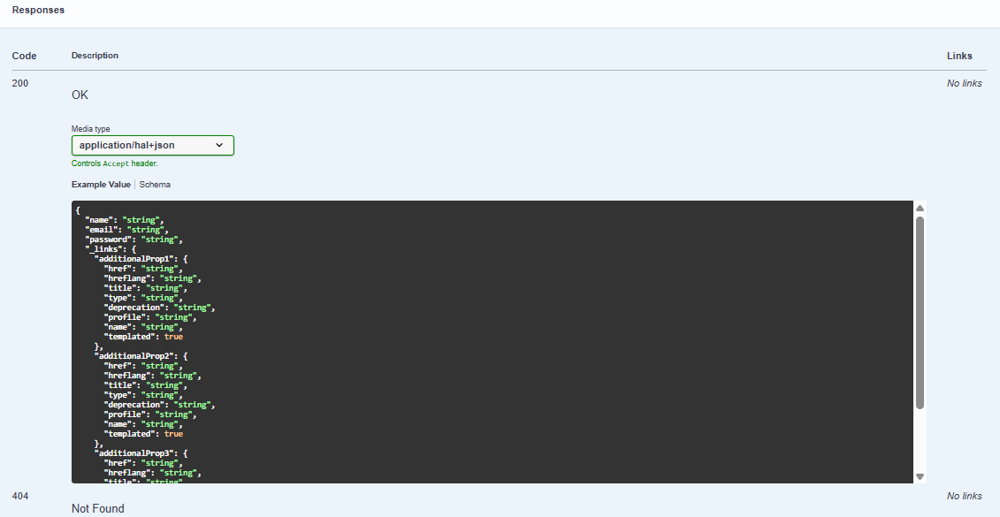 Responses
Code Description Links
200 No links
OK
Media type
application/hal+json
Controls Accept header.
Example Value Schema
{
  "name": "string",
  "email": "string",
  "password": "string",
  "_links": {
    "additionalProp1": {
      "href": "string",
      "hreflang": "string",
      "title": "string",
      "type": "string",
      "deprecation": "string",
      "profile": "string",
      "name": "string",
      "templated": true
    },
    "additionalProp2": {
      "href": "string",
      "hreflang": "string",
      "title": "string",
      "type": "string",
      "deprecation": "string",
      "profile": "string",
      "name": "string",
      "templated": true
    },
    "additionalProp3": {
      "href": "string",
      "hreflang": "string",
      "title": "string"
404 No links
Not Found